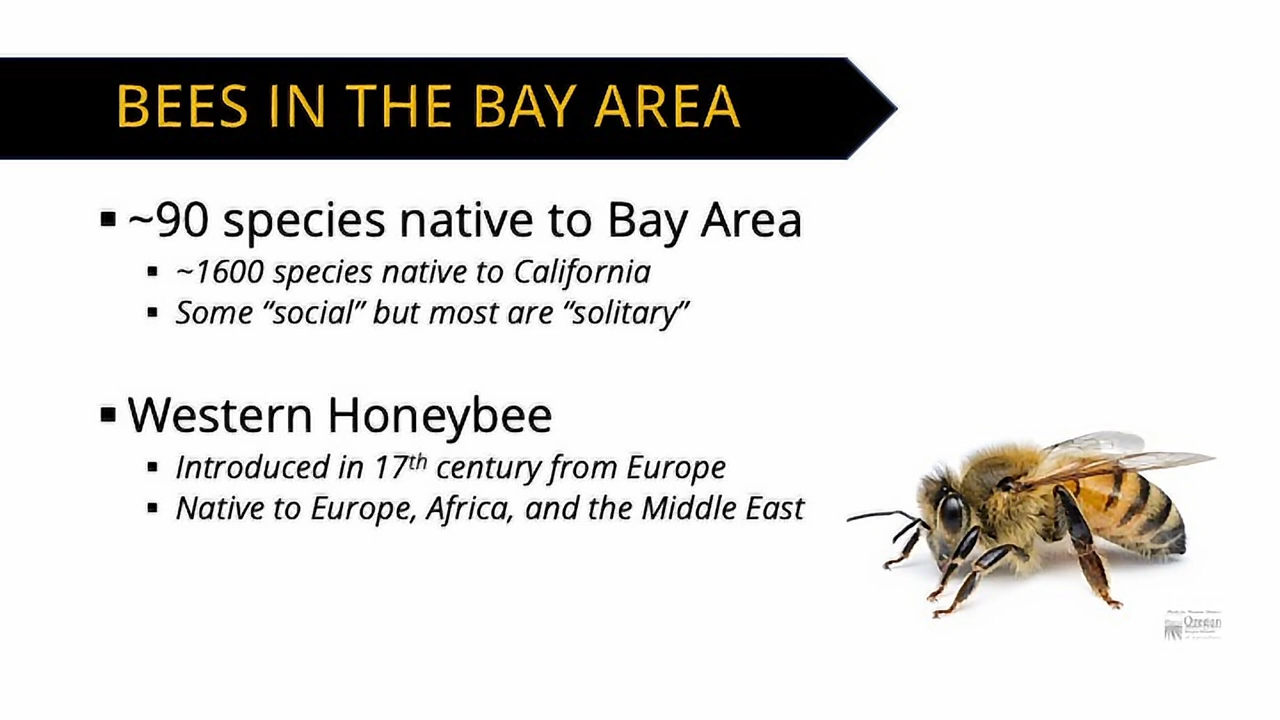 BEES IN THE BAY AREA
▪ ~90 species native to Bay Area
▪ ~1600 species native to California
▪ Some “social” but most are “solitary”
▪ Western Honeybee
▪ Introduced in 17th century from Europe
▪ Native to Europe, Africa, and the Middle East
Oregon